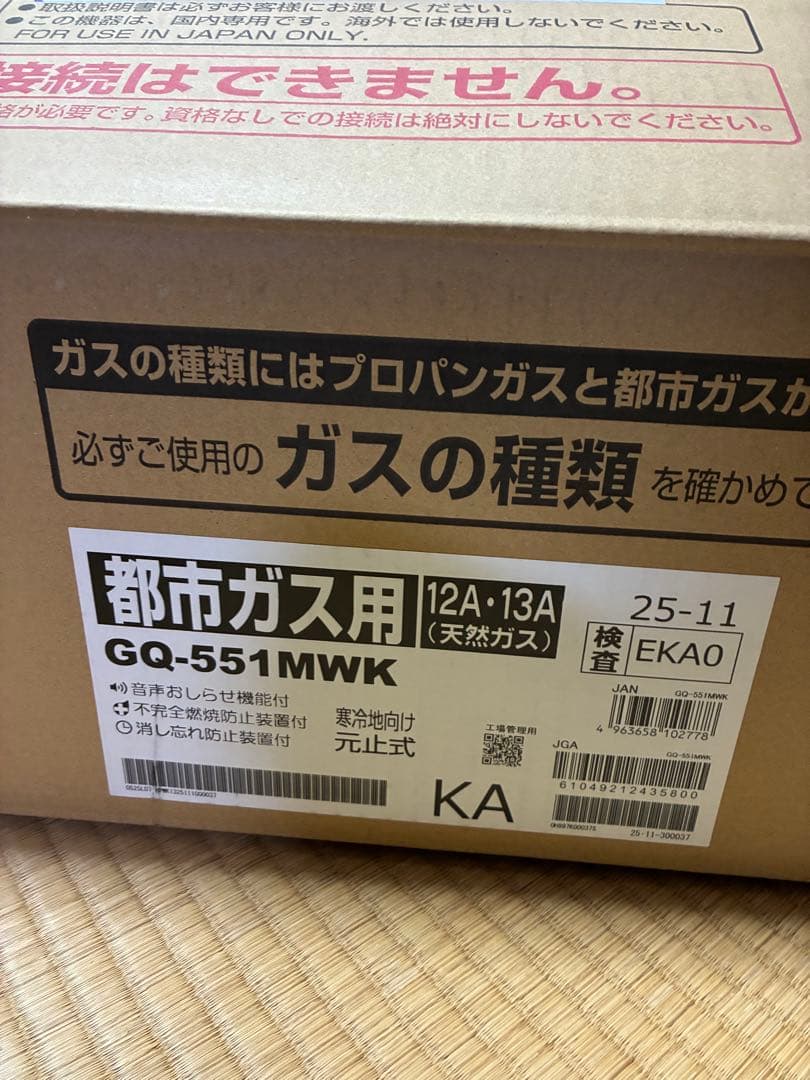 ●取扱説明書は必ずお客様にお渡しください。
●この機器は、国内専用です。海外では使用しないでください。
FOR USE IN JAPAN ONLY.
接続はできません。
格が必要です。資格なしでの接続は絶対にしないでください。
ガスの種類にはプロパンガスと都市ガスが
必ずご使用の ガスの種類 を確かめて
都市ガス用 12A・13A (天然ガス)
25-11
GQ-551MWK
検査 EKA0
音声おしらせ機能付
不完全燃焼防止装置付
消し忘れ防止装置付
寒冷地向け
元止式
工場管理用
KA
JAN GQ-551MWK
4 963658 102778
JGA GQ-551MWK
61049212435800
25-11-300037